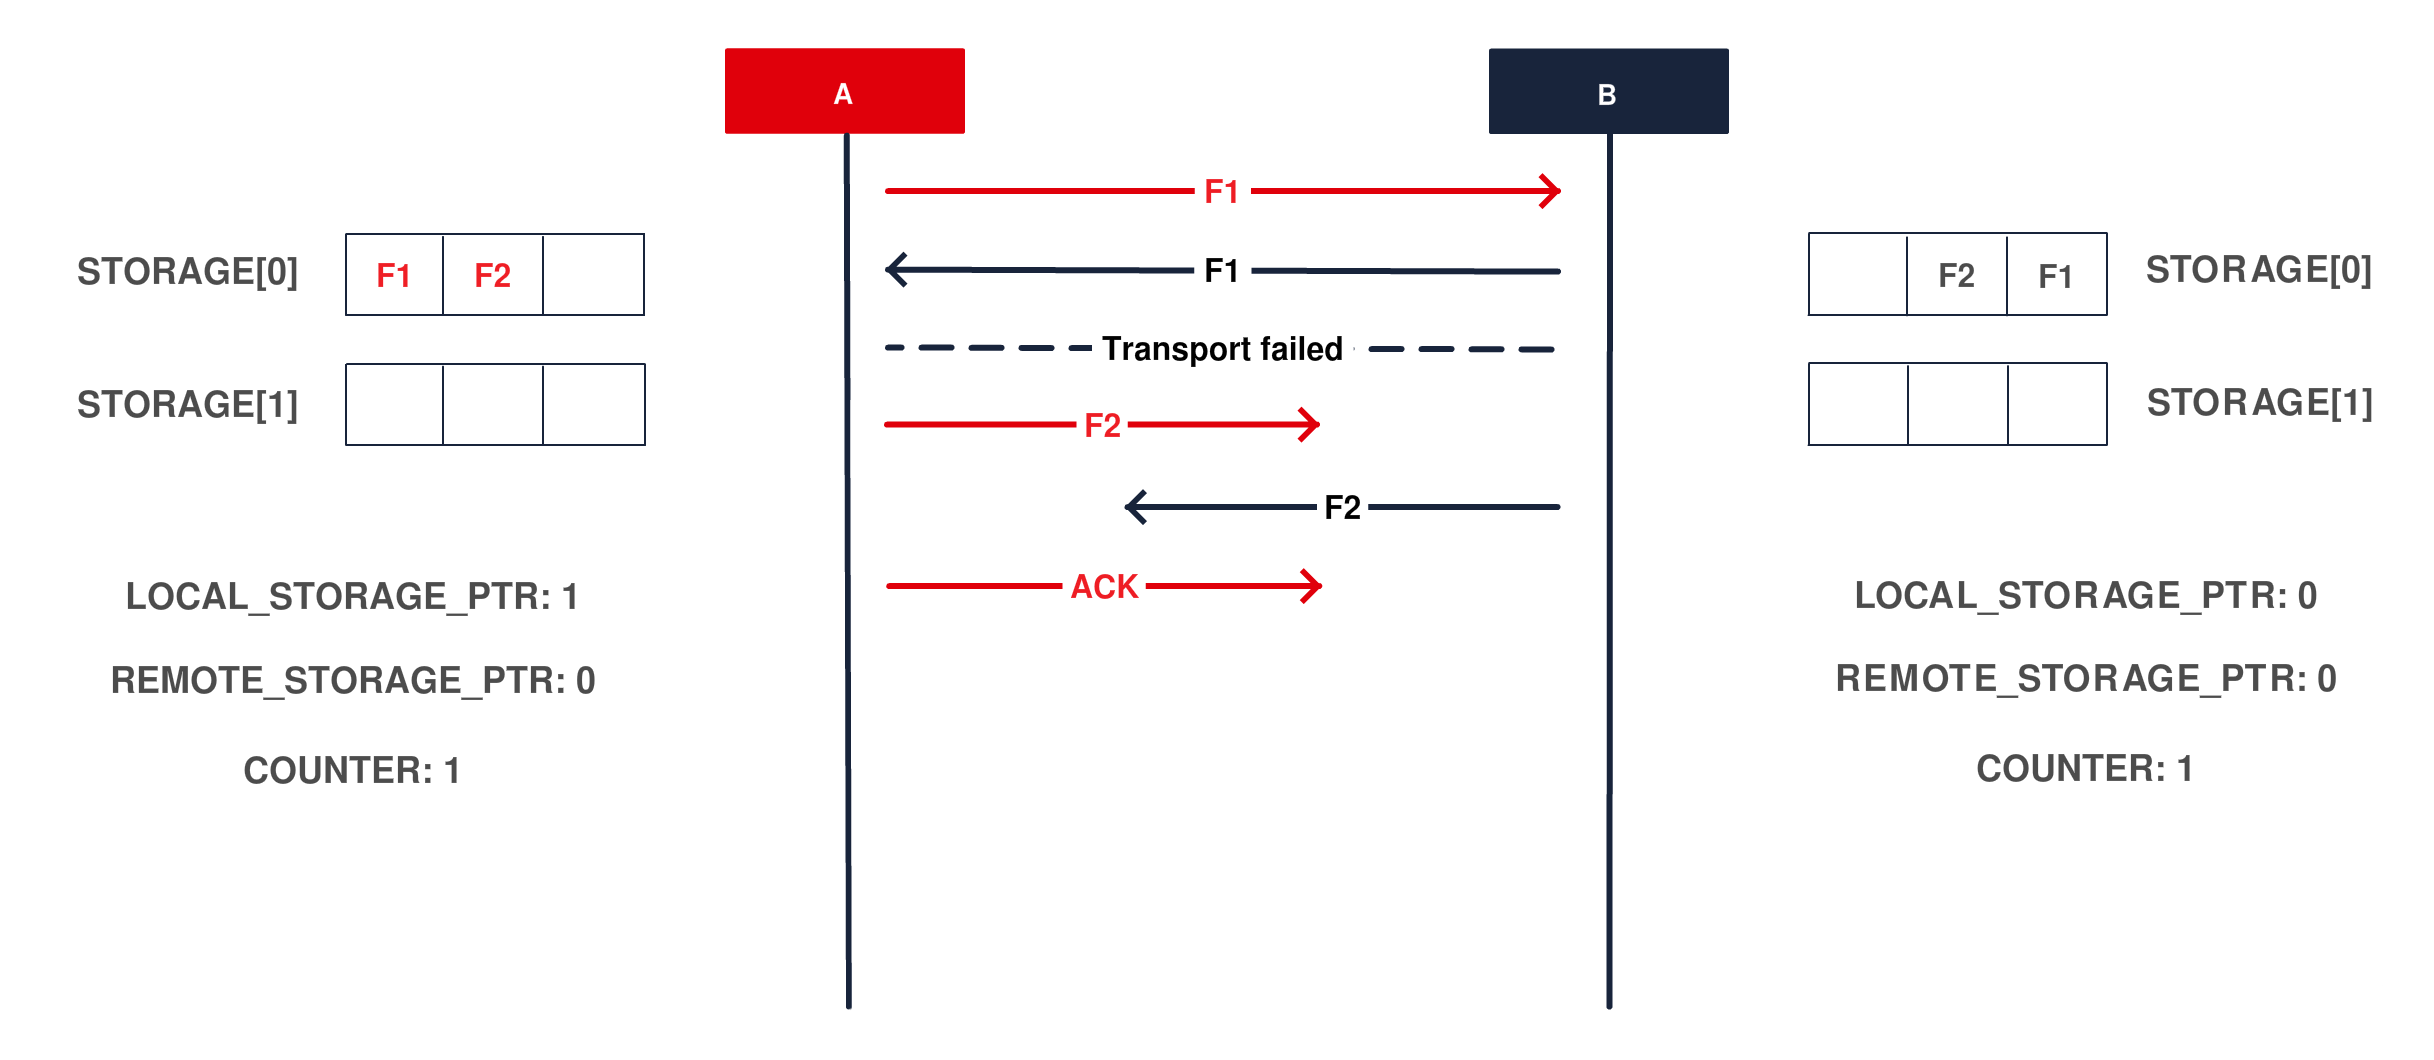 A
B
F1
F1
Transport failed
F2
F2
ACK
STORAGE[0]
F1 F2
STORAGE[1]
LOCAL_STORAGE_PTR: 1
REMOTE_STORAGE_PTR: 0
COUNTER: 1
F2 F1
STORAGE[0]
STORAGE[1]
LOCAL_STORAGE_PTR: 0
REMOTE_STORAGE_PTR: 0
COUNTER: 1